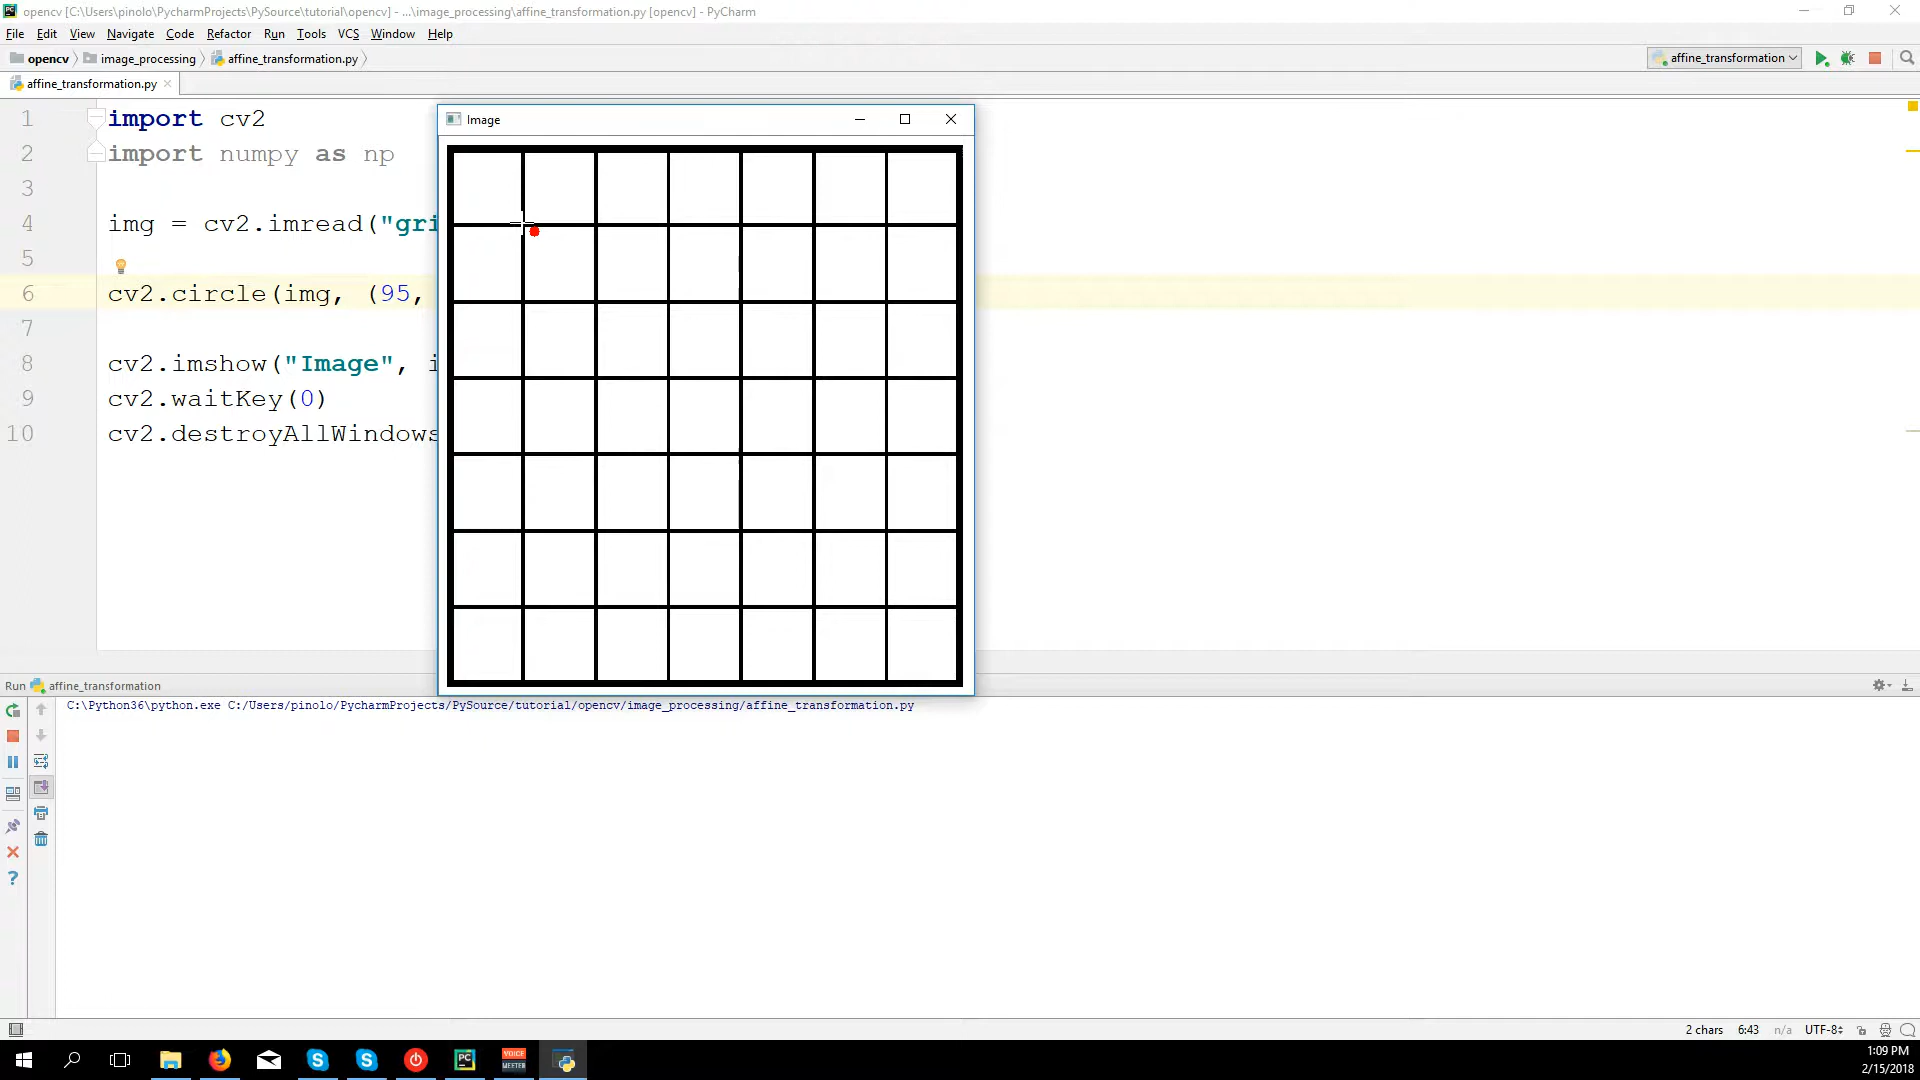 opencv [C:\Users\pinolo\PycharmProjects\PySource\tutorial\opencv] - ...\image_processing\affine_transformation.py [opencv] - PyCharm
File Edit View Navigate Code Refactor Run Tools VCS Window Help
opencv image_processing affine_transformation.py affine_transformation
affine_transformation.py
Image
1 import cv2
2 import numpy as np
3
4 img = cv2.imread("gri
5
6 cv2.circle(img, (95,
7
8 cv2.imshow("Image", i
9 cv2.waitKey(0)
10 cv2.destroyAllWindows
Run affine_transformation
C:\Python36\python.exe C:/Users/pinolo/PycharmProjects/PySource/tutorial/opencv/image_processing/affine_transformation.py
2 chars 6:43 n/a UTF-8
PC VOICE MEETER
1:09 PM
2/15/2018